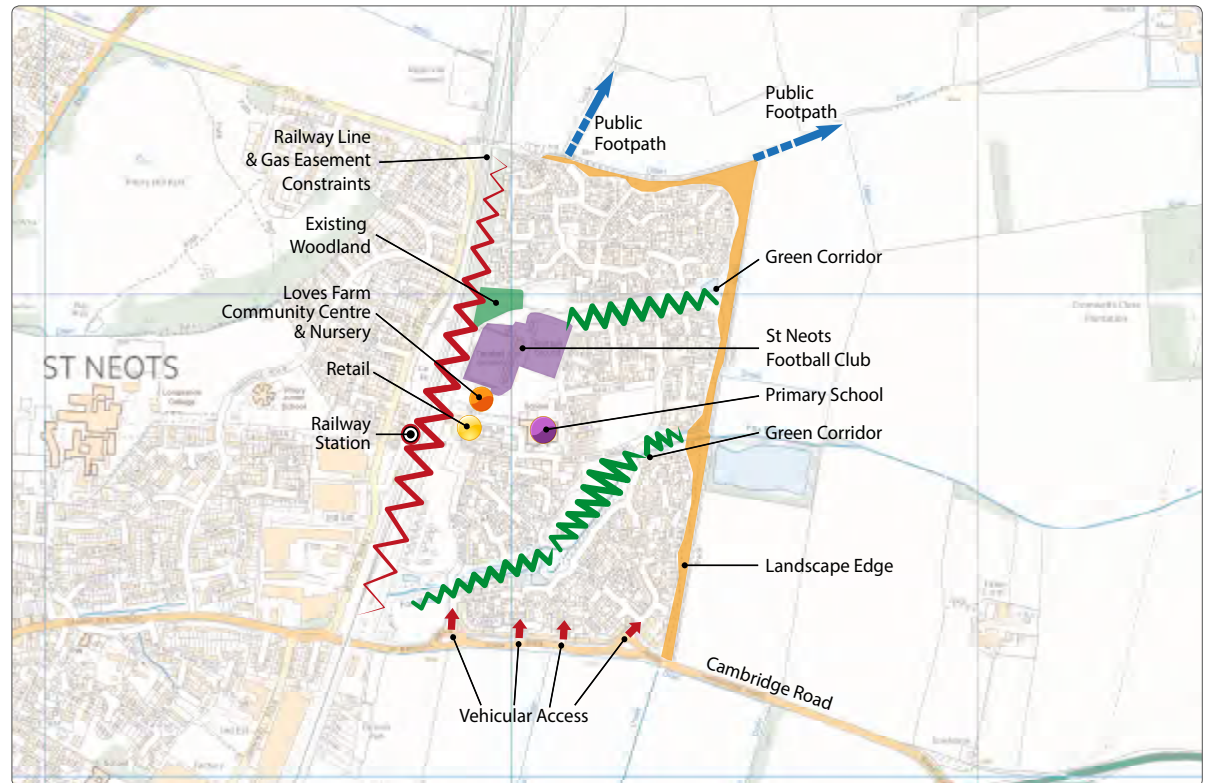 Public
Footpath
Public
Footpath
Railway Line
& Gas Easement
Constraints
Existing
Woodland
Green Corridor
Loves Farm
Community Centre
& Nursery
St Neots
Football Club
ST NEOTS
Retail
Primary School
Railway
Station
Green Corridor
Landscape Edge
Cambridge Road
Vehicular Access